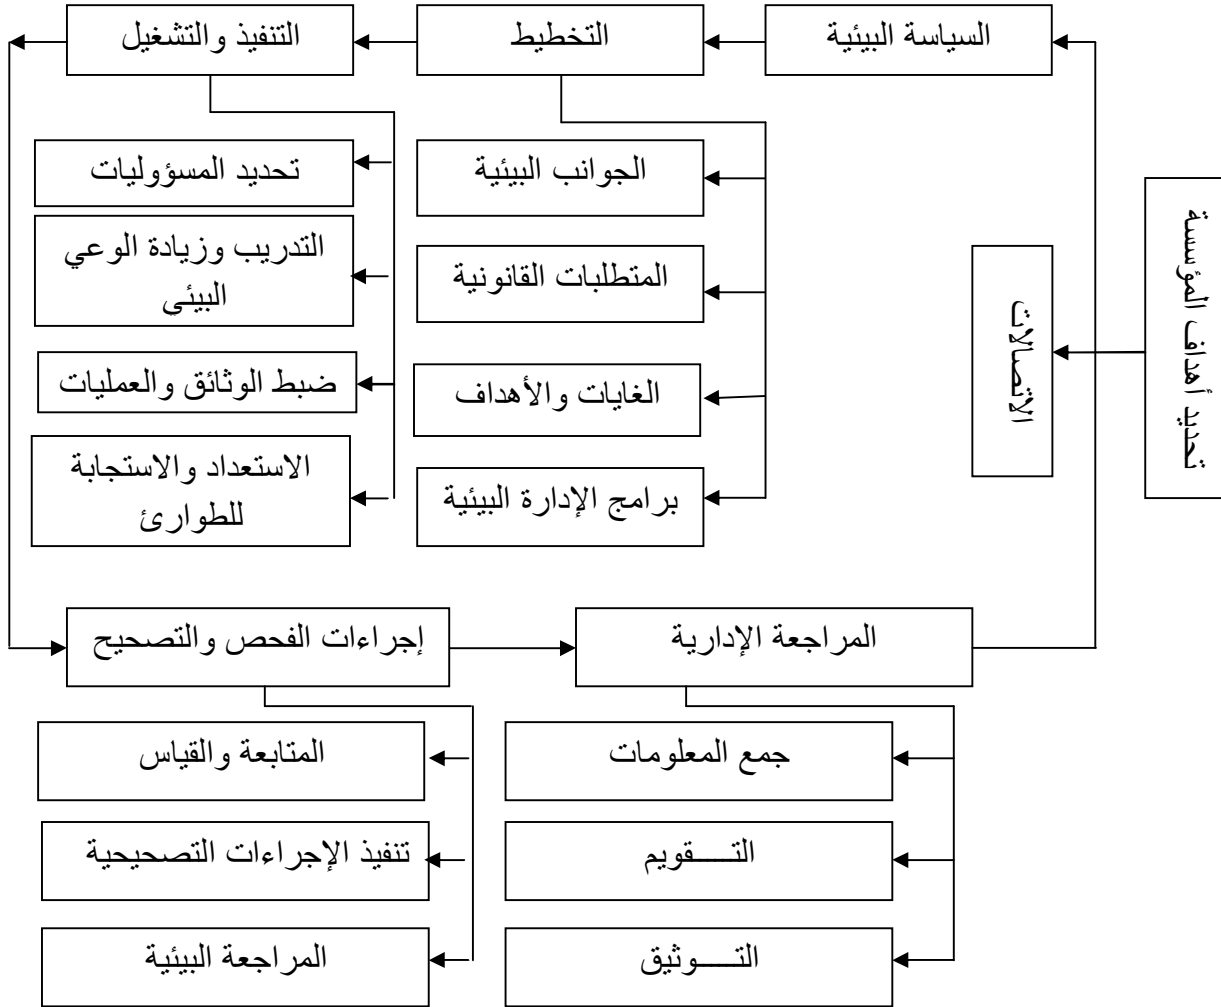 السياسة البيئية
التخطيط
التنفيذ والتشغيل
تحديد أهداف المؤسسة
الاتصالات
الجوانب البيئية
المتطلبات القانونية
الغايات والأهداف
برامج الإدارة البيئية
تحديد المسؤوليات
التدريب وزيادة الوعي
البيئي
ضبط الوثائق والعمليات
الاستعداد والاستجابة
للطوارئ
المراجعة الإدارية
إجراءات الفحص والتصحيح
جمع المعلومات
التـــقويم
التـــوثيق
المتابعة والقياس
تنفيذ الإجراءات التصحيحية
المراجعة البيئية